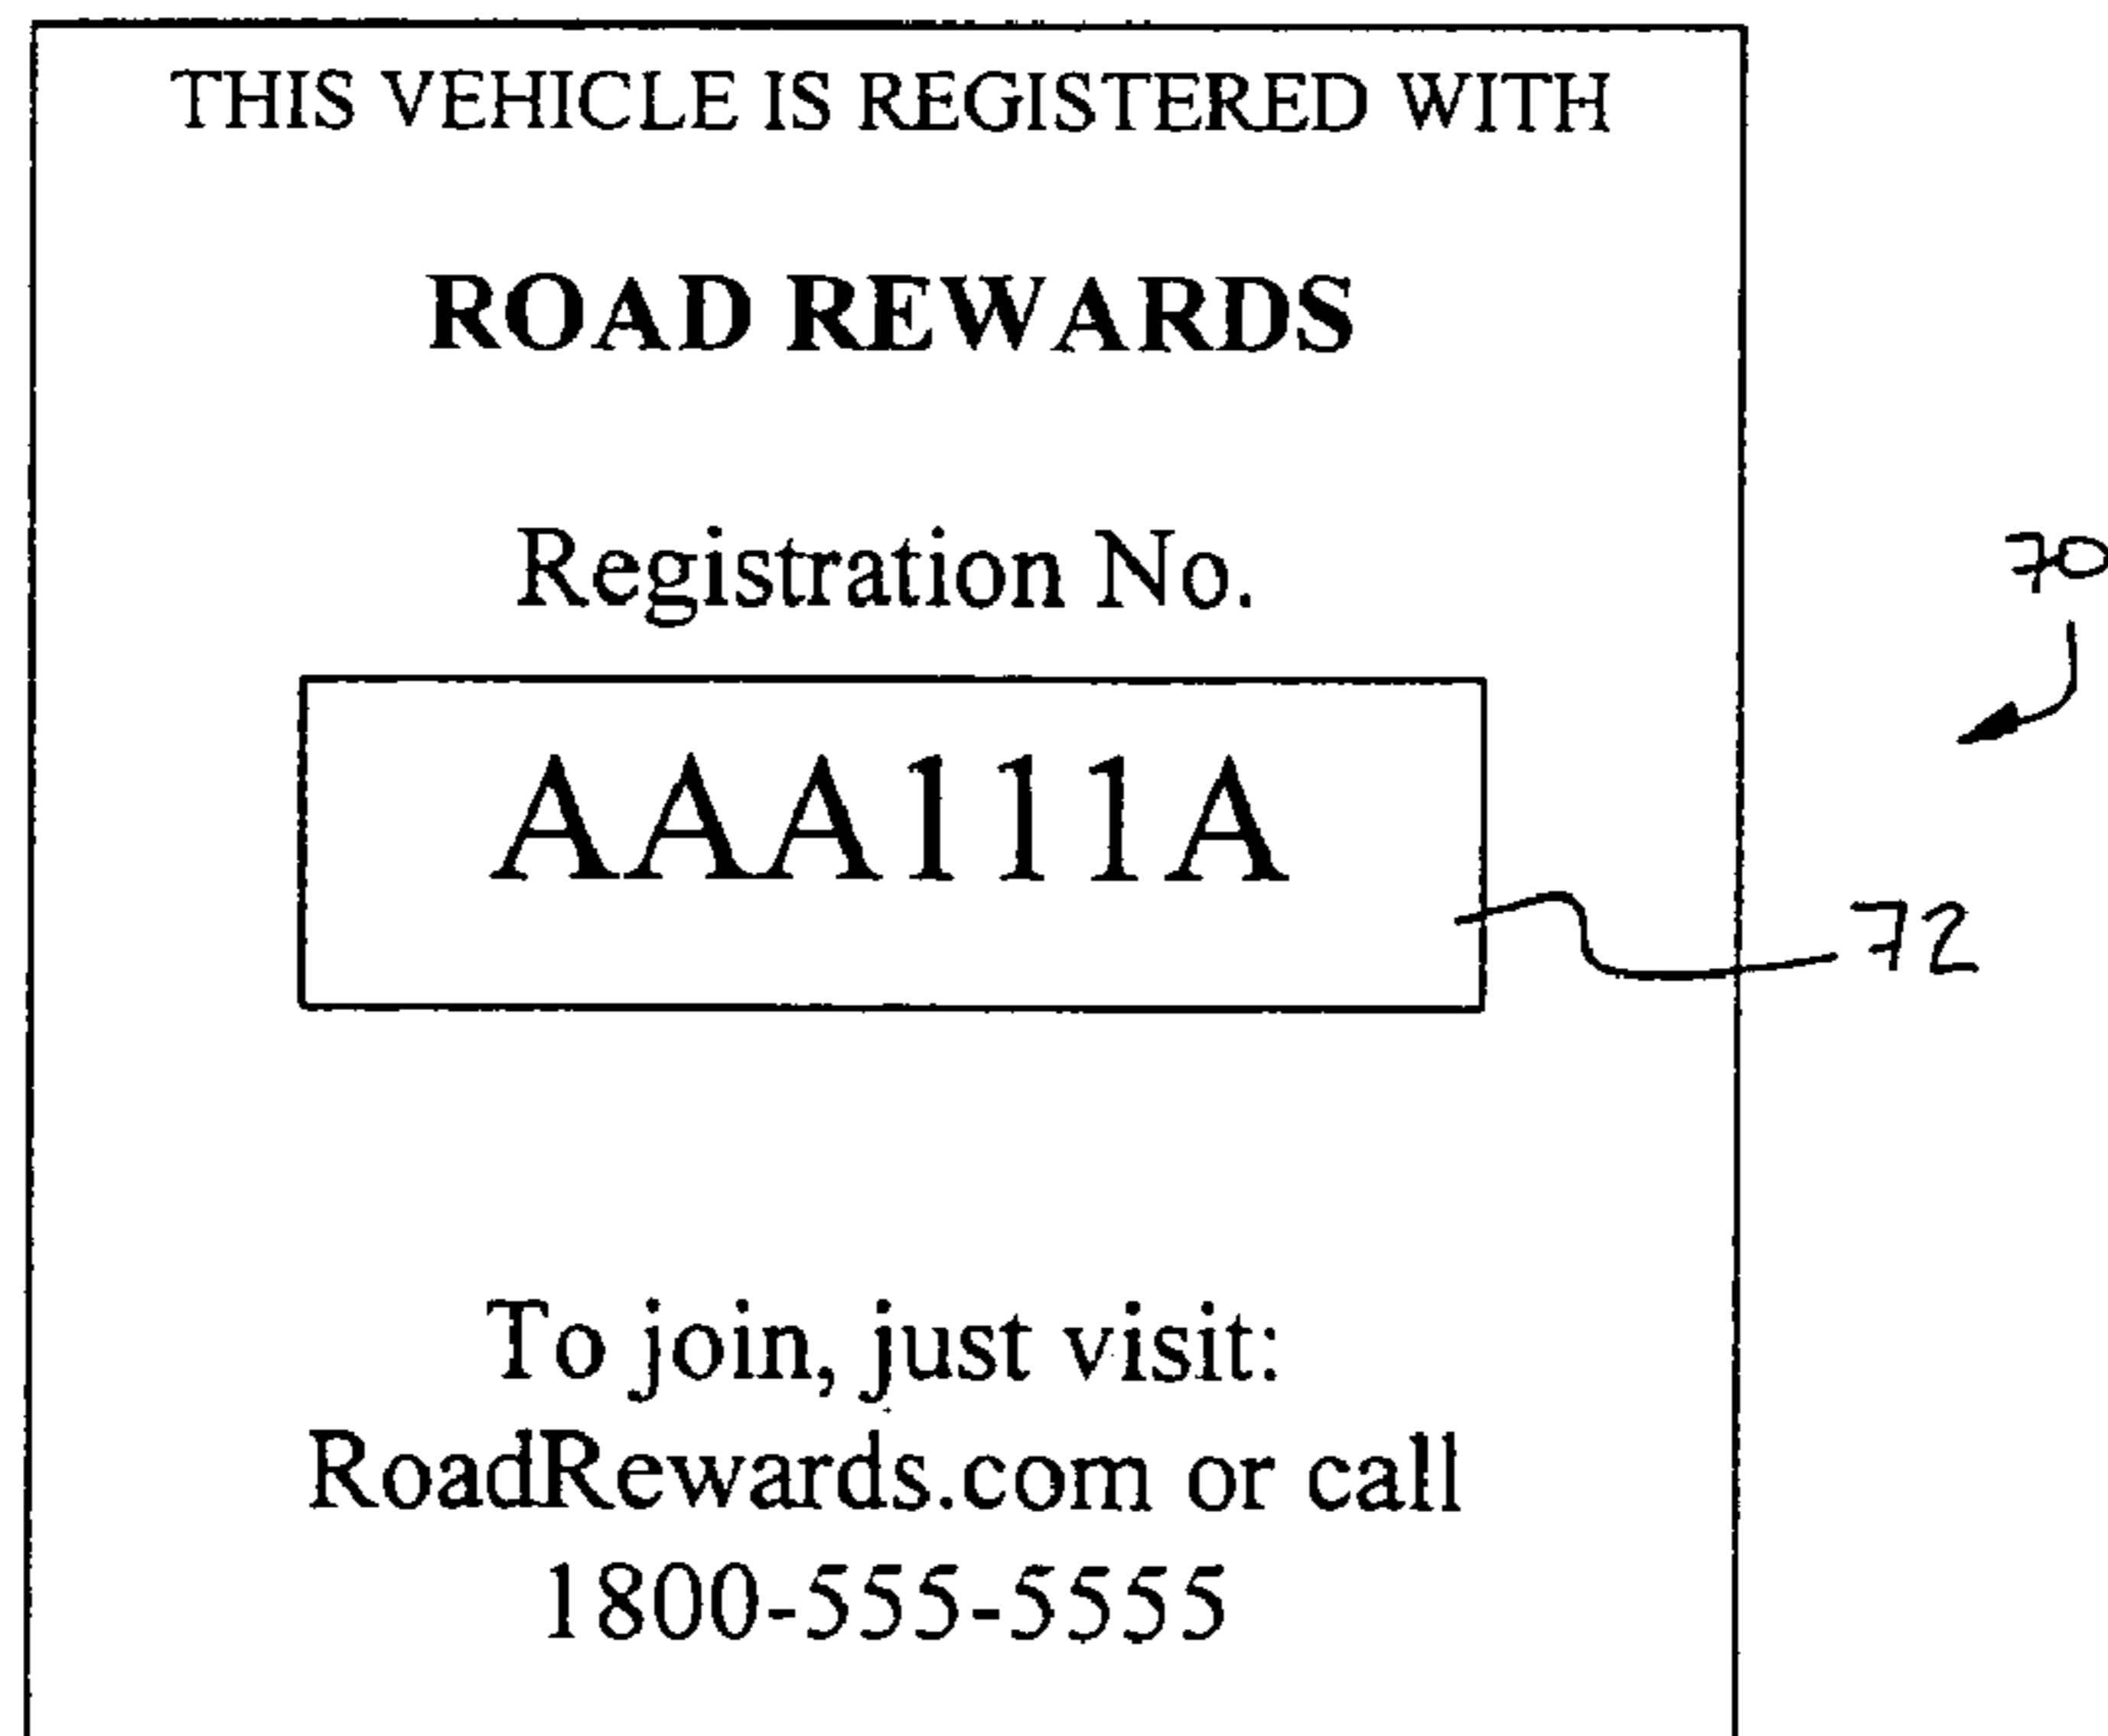 THIS VEHICLE IS REGISTERED WITH
ROAD REWARDS
Registration No.
70
AAA111A
72
To join, just visit:
RoadRewards.com or call
1800-555-5555